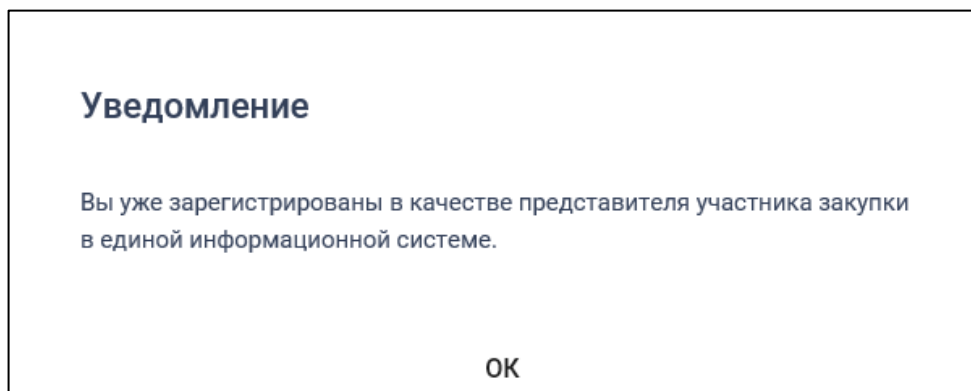 Уведомление
Вы уже зарегистрированы в качестве представителя участника закупки
в единой информационной системе.
ОК